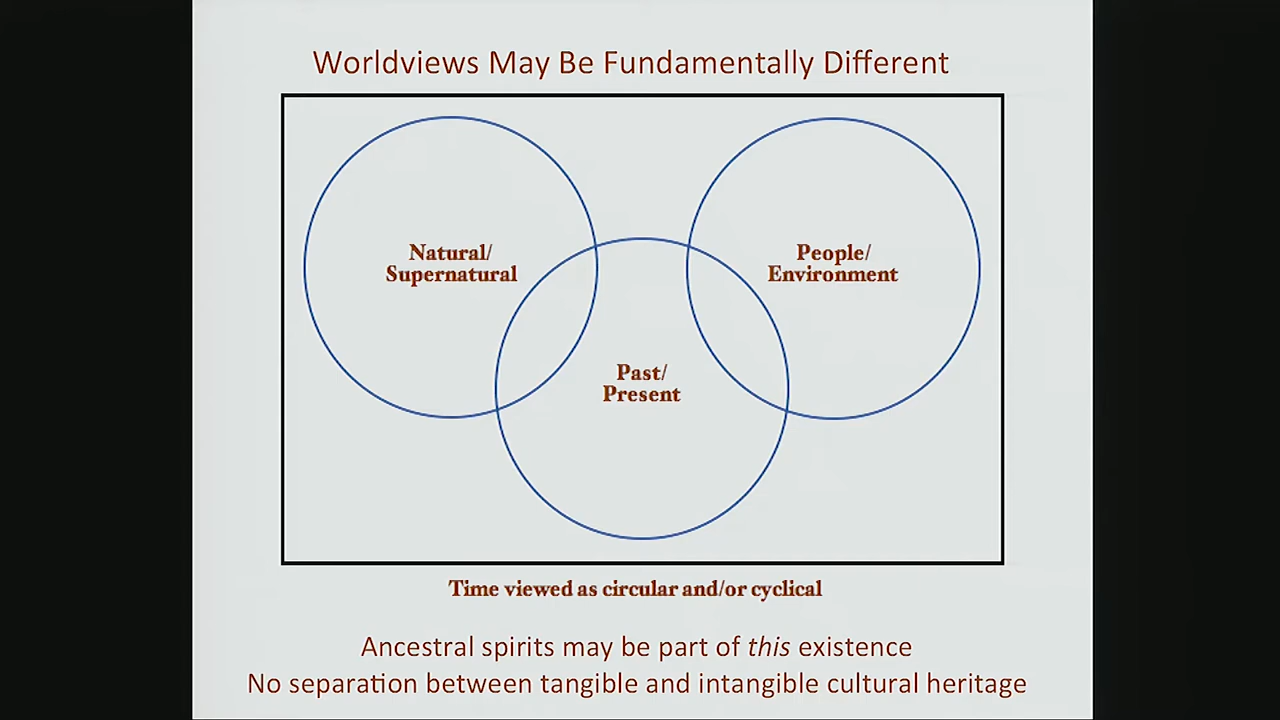 Worldviews May Be Fundamentally Different
Natural/
Supernatural
People/
Environment
Past/
Present
Time viewed as circular and/or cyclical
Ancestral spirits may be part of this existence
No separation between tangible and intangible cultural heritage